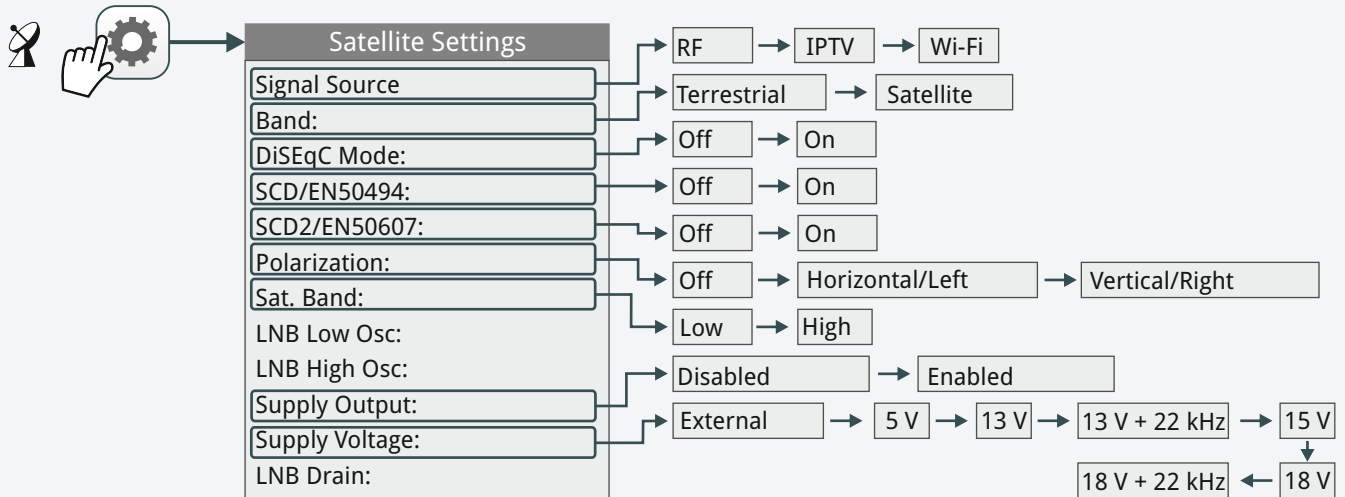 Satellite Settings
Signal Source
RF IPTV Wi-Fi
Band:
Terrestrial Satellite
DiSEqC Mode:
Off On
SCD/EN50494:
Off On
SCD2/EN50607:
Off On
Polarization:
Off Horizontal/Left Vertical/Right
Sat. Band:
Low High
LNB Low Osc:
LNB High Osc:
Supply Output:
Disabled Enabled
Supply Voltage:
External 5 V 13 V 13 V + 22 kHz 15 V
18 V + 22 kHz 18 V
LNB Drain: